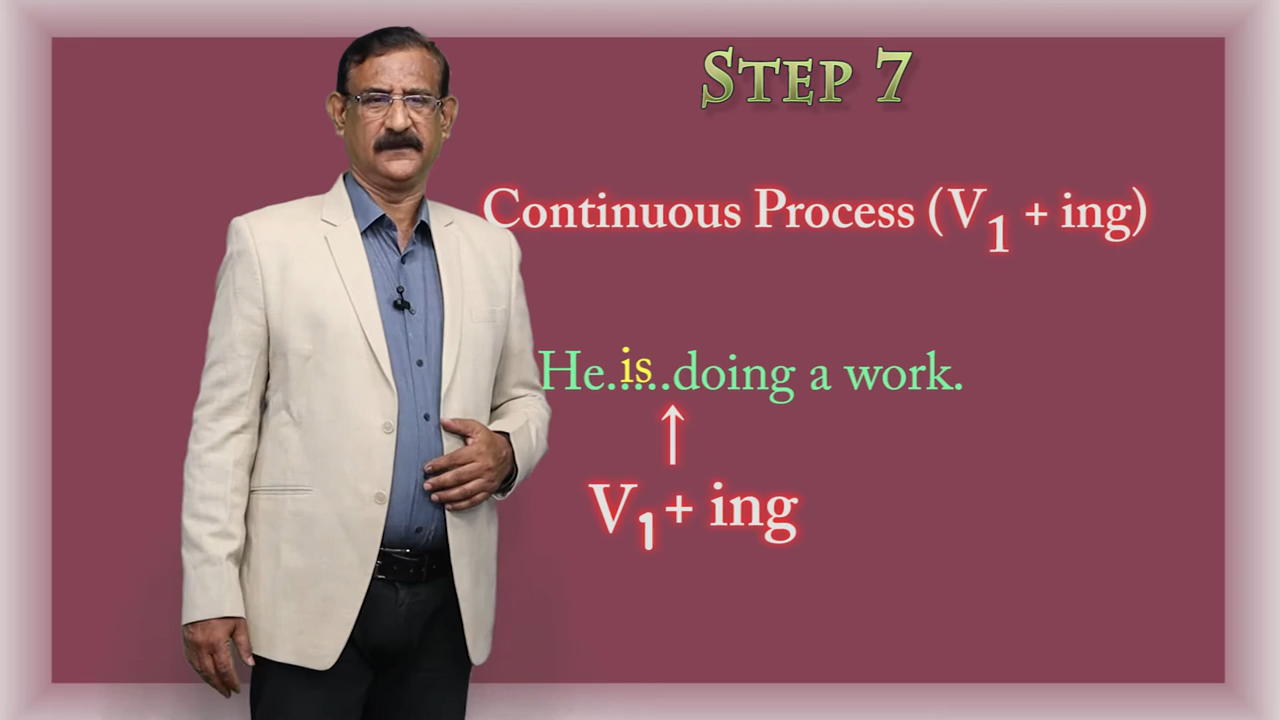 STEP 7
Continuous Process (V1 + ing)
He.is....doing a work.
↑
V1+ ing